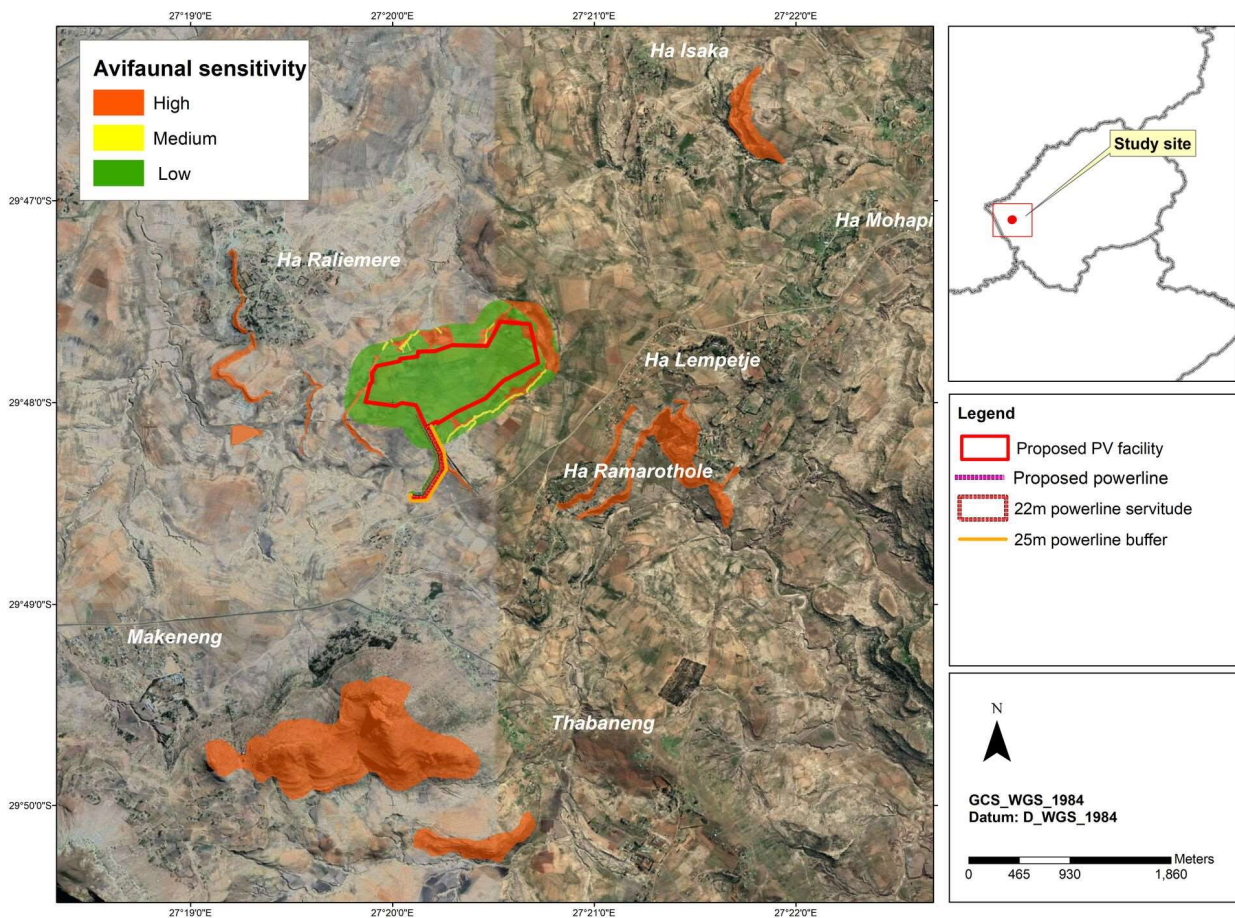 27°19'0"E
27°20'0"E
27°21'0"E
27°22'0"E
Avifaunal sensitivity
High
Medium
Low
Ha Isaka
Study site
29°47'0"S
Ha Mohapi
Ha Raliemere
Ha Lempetje
29°48'0"S
Ha Ramarothole
Legend
Proposed PV facility
Proposed powerline
22m powerline servitude
25m powerline buffer
29°49'0"S
Makeneng
Thabaneng
N
29°50'0"S
GCS_WGS_1984
Datum: D_WGS_1984
Meters
0
465
930
1,860
27°19'0"E
27°20'0"E
27°21'0"E
27°22'0"E